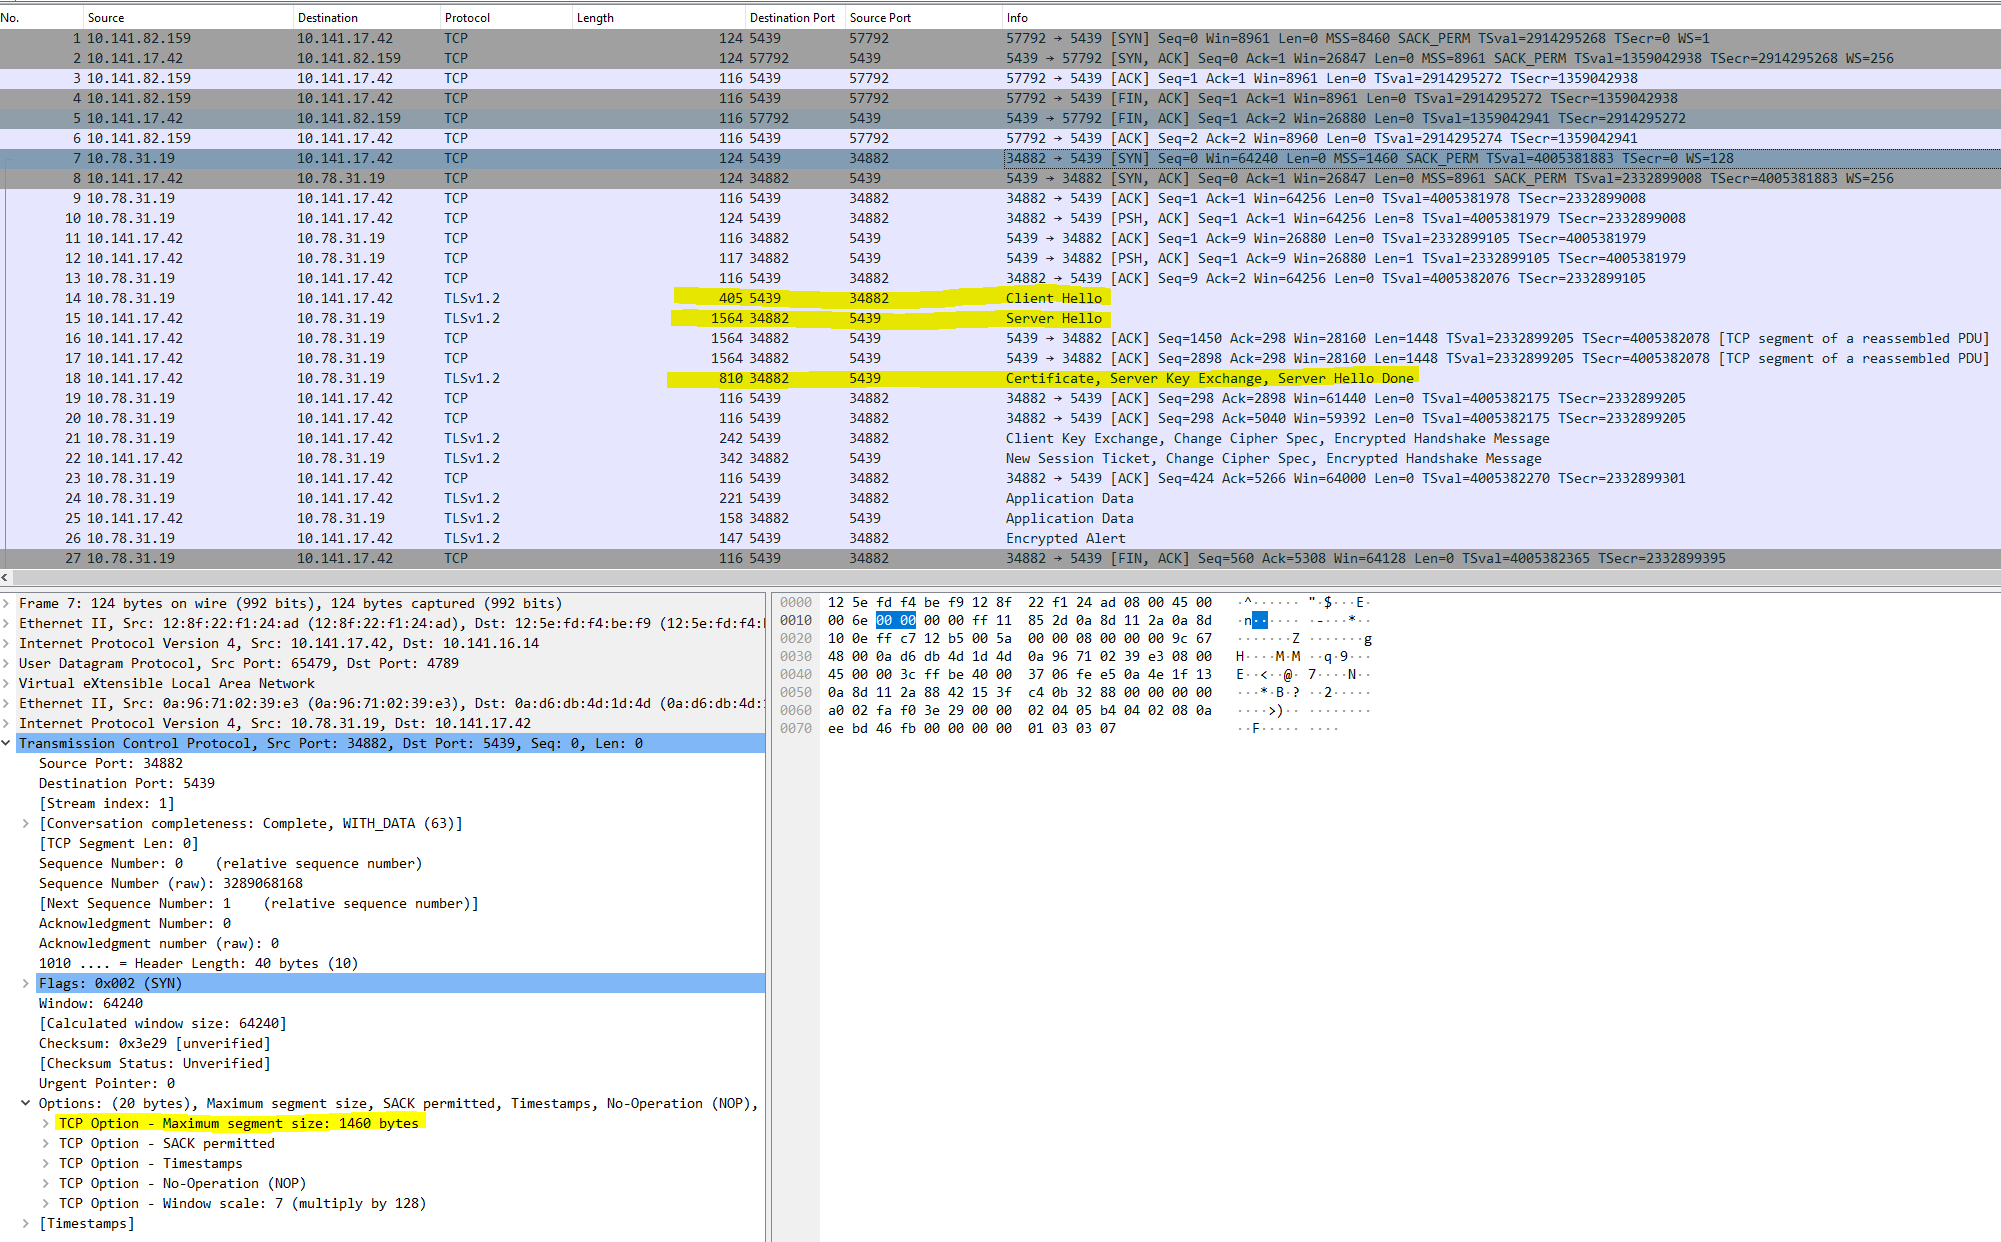 No. Source Destination Protocol Length Destination Port Source Port Info
1 10.141.82.159 10.141.17.42 TCP 124 5439 57792 57792 → 5439 [SYN] Seq=0 Win=8961 Len=0 MSS=8460 SACK_PERM TSval=2914295268 TSecr=0 WS=1
2 10.141.17.42 10.141.82.159 TCP 124 57792 5439 5439 → 57792 [SYN, ACK] Seq=0 Ack=1 Win=26847 Len=0 MSS=8961 SACK_PERM TSval=1359042938 TSecr=2914295268 WS=256
3 10.141.82.159 10.141.17.42 TCP 116 5439 57792 57792 → 5439 [ACK] Seq=1 Ack=1 Win=8961 Len=0 TSval=2914295272 TSecr=1359042938
4 10.141.82.159 10.141.17.42 TCP 116 5439 57792 57792 → 5439 [FIN, ACK] Seq=1 Ack=1 Win=8961 Len=0 TSval=2914295272 TSecr=1359042938
5 10.141.17.42 10.141.82.159 TCP 116 57792 5439 5439 → 57792 [FIN, ACK] Seq=1 Ack=2 Win=26880 Len=0 TSval=1359042941 TSecr=2914295272
6 10.141.82.159 10.141.17.42 TCP 116 5439 57792 57792 → 5439 [ACK] Seq=2 Ack=2 Win=8960 Len=0 TSval=2914295274 TSecr=1359042941
7 10.78.31.19 10.141.17.42 TCP 124 5439 34882 34882 → 5439 [SYN] Seq=0 Win=64240 Len=0 MSS=1460 SACK_PERM TSval=4005381883 TSecr=0 WS=128
8 10.141.17.42 10.78.31.19 TCP 124 34882 5439 5439 → 34882 [SYN, ACK] Seq=0 Ack=1 Win=26847 Len=0 MSS=8961 SACK_PERM TSval=2332899008 TSecr=4005381883 WS=256
9 10.78.31.19 10.141.17.42 TCP 116 5439 34882 34882 → 5439 [ACK] Seq=1 Ack=1 Win=64256 Len=0 TSval=4005381978 TSecr=2332899008
10 10.78.31.19 10.141.17.42 TCP 124 5439 34882 34882 → 5439 [PSH, ACK] Seq=1 Ack=1 Win=64256 Len=8 TSval=4005381979 TSecr=2332899008
11 10.141.17.42 10.78.31.19 TCP 116 34882 5439 5439 → 34882 [ACK] Seq=1 Ack=9 Win=26880 Len=0 TSval=2332899105 TSecr=4005381979
12 10.141.17.42 10.78.31.19 TCP 117 34882 5439 5439 → 34882 [PSH, ACK] Seq=1 Ack=9 Win=26880 Len=1 TSval=2332899105 TSecr=4005381979
13 10.78.31.19 10.141.17.42 TCP 116 5439 34882 34882 → 5439 [ACK] Seq=9 Ack=2 Win=64256 Len=0 TSval=4005382076 TSecr=2332899105
14 10.78.31.19 10.141.17.42 TLSv1.2 405 5439 34882 Client Hello
15 10.141.17.42 10.78.31.19 TLSv1.2 1564 34882 5439 Server Hello
16 10.141.17.42 10.78.31.19 TCP 1564 34882 5439 5439 → 34882 [ACK] Seq=1450 Ack=298 Win=28160 Len=1448 TSval=2332899205 TSecr=4005382078 [TCP segment of a reassembled PDU]
17 10.141.17.42 10.78.31.19 TCP 1564 34882 5439 5439 → 34882 [ACK] Seq=2898 Ack=298 Win=28160 Len=1448 TSval=2332899205 TSecr=4005382078 [TCP segment of a reassembled PDU]
18 10.141.17.42 10.78.31.19 TLSv1.2 810 34882 5439 Certificate, Server Key Exchange, Server Hello Done
19 10.78.31.19 10.141.17.42 TCP 116 5439 34882 34882 → 5439 [ACK] Seq=298 Ack=2898 Win=61440 Len=0 TSval=4005382175 TSecr=2332899205
20 10.78.31.19 10.141.17.42 TCP 116 5439 34882 34882 → 5439 [ACK] Seq=298 Ack=5040 Win=59392 Len=0 TSval=4005382175 TSecr=2332899205
21 10.78.31.19 10.141.17.42 TLSv1.2 242 5439 34882 Client Key Exchange, Change Cipher Spec, Encrypted Handshake Message
22 10.141.17.42 10.78.31.19 TLSv1.2 342 34882 5439 New Session Ticket, Change Cipher Spec, Encrypted Handshake Message
23 10.78.31.19 10.141.17.42 TCP 116 5439 34882 34882 → 5439 [ACK] Seq=424 Ack=5266 Win=64000 Len=0 TSval=4005382270 TSecr=2332899301
24 10.78.31.19 10.141.17.42 TLSv1.2 221 5439 34882 Application Data
25 10.141.17.42 10.78.31.19 TLSv1.2 158 34882 5439 Application Data
26 10.78.31.19 10.141.17.42 TLSv1.2 147 5439 34882 Encrypted Alert
27 10.78.31.19 10.141.17.42 TCP 116 5439 34882 34882 → 5439 [FIN, ACK] Seq=560 Ack=5308 Win=64128 Len=0 TSval=4005382365 TSecr=2332899395
Frame 7: 124 bytes on wire (992 bits), 124 bytes captured (992 bits)
Ethernet II, Src: 12:8f:22:f1:24:ad (12:8f:22:f1:24:ad), Dst: 12:5e:fd:f4:be:f9 (12:5e:fd:f4:
Internet Protocol Version 4, Src: 10.141.17.42, Dst: 10.141.16.14
User Datagram Protocol, Src Port: 65479, Dst Port: 4789
Virtual eXtensible Local Area Network
Ethernet II, Src: 0a:96:71:02:39:e3 (0a:96:71:02:39:e3), Dst: 0a:d6:db:4d:1d:4d (0a:d6:db:4d:
Internet Protocol Version 4, Src: 10.78.31.19, Dst: 10.141.17.42
Transmission Control Protocol, Src Port: 34882, Dst Port: 5439, Seq: 0, Len: 0
Source Port: 34882
Destination Port: 5439
[Stream index: 1]
[Conversation completeness: Complete, WITH_DATA (63)]
[TCP Segment Len: 0]
Sequence Number: 0 (relative sequence number)
Sequence Number (raw): 3289068168
[Next Sequence Number: 1 (relative sequence number)]
Acknowledgment Number: 0
Acknowledgment number (raw): 0
1010 .... = Header Length: 40 bytes (10)
Flags: 0x002 (SYN)
Window: 64240
[Calculated window size: 64240]
Checksum: 0x3e29 [unverified]
[Checksum Status: Unverified]
Urgent Pointer: 0
Options: (20 bytes), Maximum segment size, SACK permitted, Timestamps, No-Operation (NOP),
TCP Option - Maximum segment size: 1460 bytes
TCP Option - SACK permitted
TCP Option - Timestamps
TCP Option - No-Operation (NOP)
TCP Option - Window scale: 7 (multiply by 128)
[Timestamps]
0000 12 5e fd f4 be f9 12 8f 22 f1 24 ad 08 00 45 00 ·^······ "·$···E·
0010 00 6e 00 00 00 00 ff 11 85 2d 0a 8d 11 2a 0a 8d ·n······ ·-···*··
0020 10 0e ff c7 12 b5 00 5a 00 00 08 00 00 00 9c 67 ·······Z ·······g
0030 48 00 0a d6 db 4d 1d 4d 0a 96 71 02 39 e3 08 00 H····M·M ··q·9···
0040 45 00 00 3c ff be 40 00 37 06 fe e5 0a 4e 1f 13 E··<··@· 7····N··
0050 0a 8d 11 2a 88 42 15 3f c4 0b 32 88 00 00 00 00 ···*·B·? ··2·····
0060 a0 02 fa f0 3e 29 00 00 02 04 05 b4 04 02 08 0a ····>)·· ········
0070 ee bd 46 fb 00 00 00 00 01 03 03 07 ··F····· ····